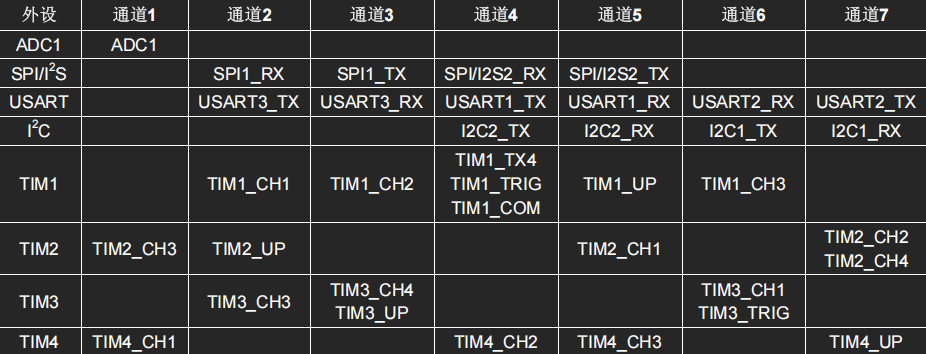 外设 通道1 通道2 通道3 通道4 通道5 通道6 通道7
ADC1 ADC1
SPI/I²S SPI1_RX SPI1_TX SPI/I2S2_RX SPI/I2S2_TX
USART USART3_TX USART3_RX USART1_TX USART1_RX USART2_RX USART2_TX
I²C I2C2_TX I2C2_RX I2C1_TX I2C1_RX
TIM1 TIM1_CH1 TIM1_CH2 TIM1_TX4
TIM1_TRIG
TIM1_COM TIM1_UP TIM1_CH3
TIM2 TIM2_CH3 TIM2_UP TIM2_CH1 TIM2_CH2
TIM2_CH4
TIM3 TIM3_CH3 TIM3_CH4
TIM3_UP TIM3_CH1
TIM3_TRIG
TIM4 TIM4_CH1 TIM4_CH2 TIM4_CH3 TIM4_UP